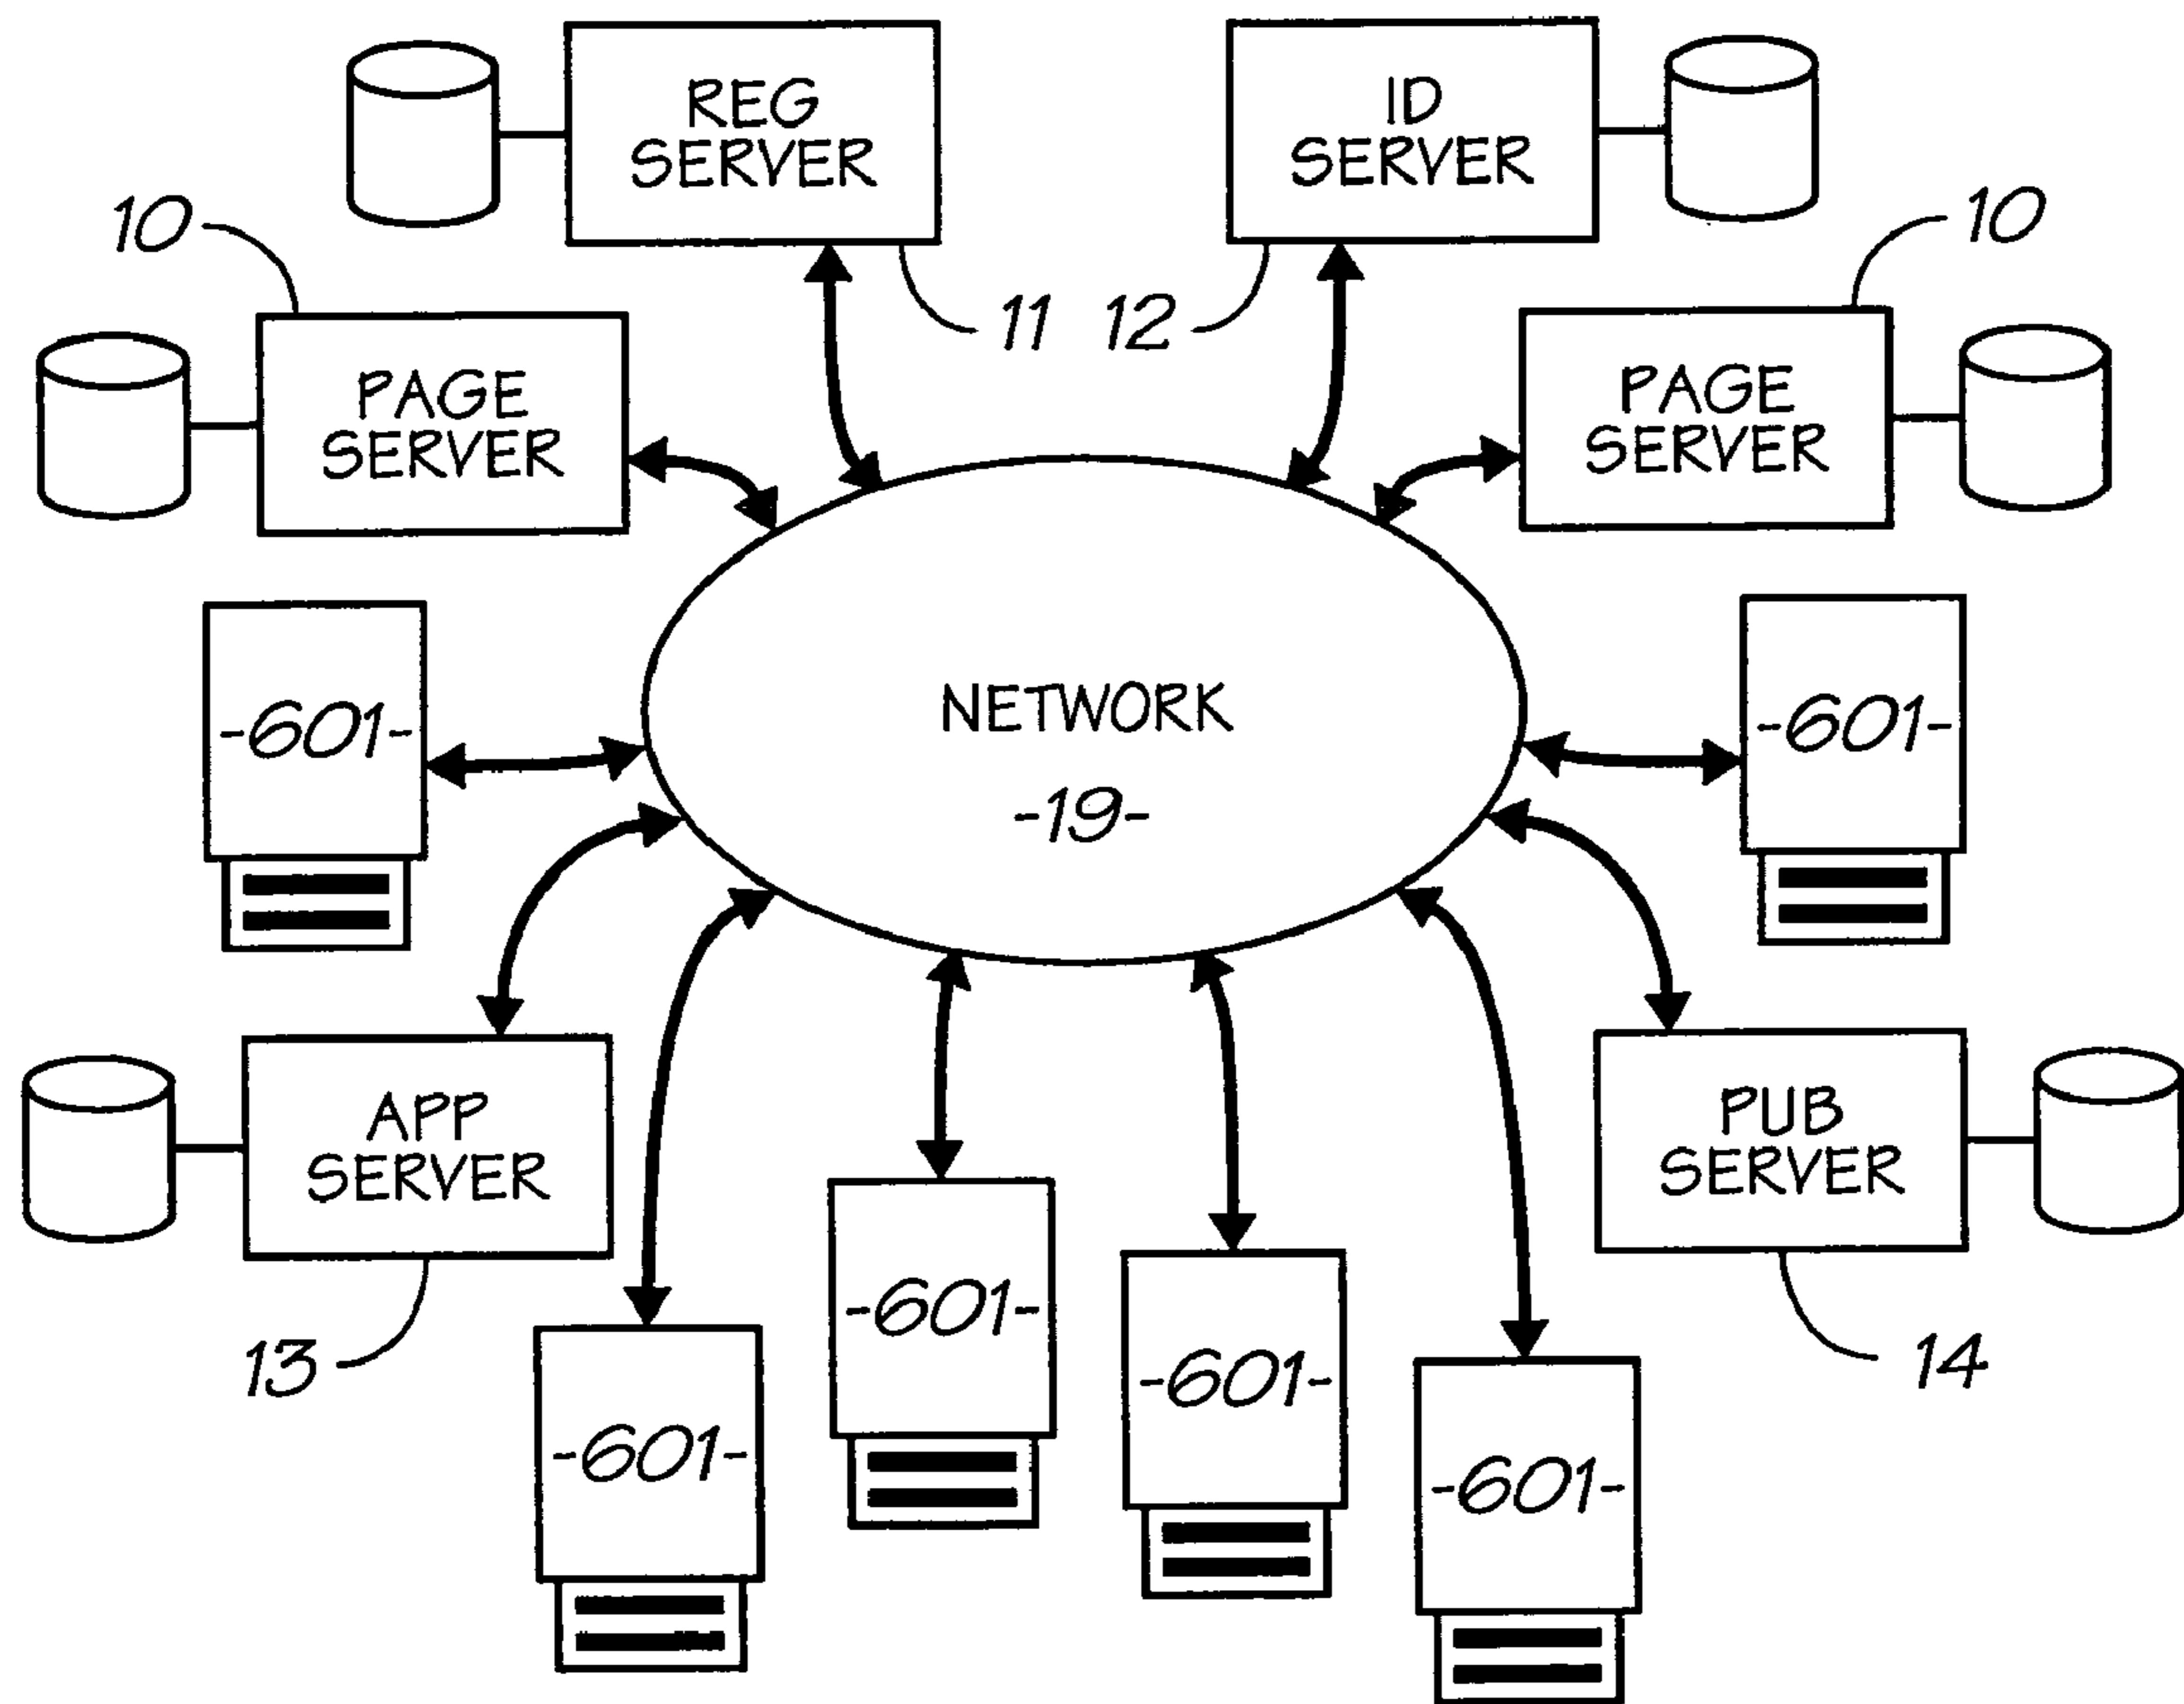 REG
SERVER
ID
SERVER
10
10
11
12
PAGE
SERVER
PAGE
SERVER
-601-
NETWORK
-19-
-601-
APP
SERVER
PUB
SERVER
13
14
-601-
-601-
-601-
-601-